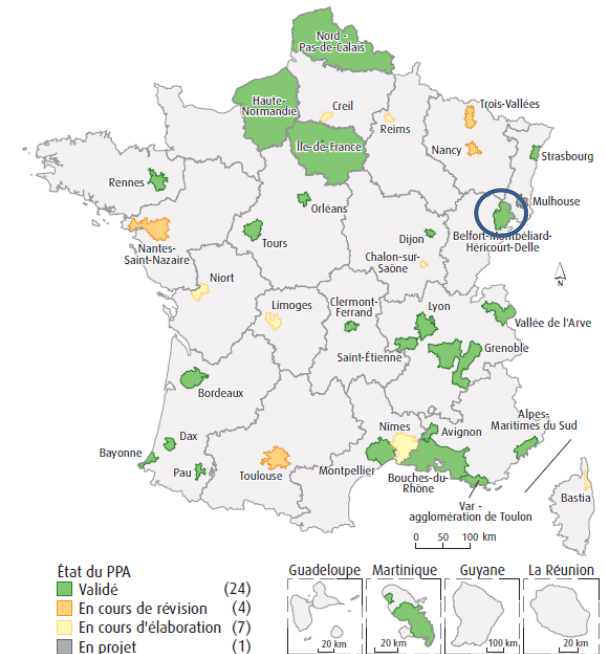 Nord -
Pas-de-Calais
Haute-
Normandie
Creil
Reims
Trois-Vallées
Île-de-France
Nancy
Strasbourg
Rennes
Orléans
Mulhouse
Nantes-
Saint-Nazaire
Tours
Dijon
Belfort-Montbéliard-
Héricourt-Delle
Chalon-sur-
Saône
N
Niort
Limoges
Clermont-
Ferrand
Lyon
Vallée de l'Arve
Saint-Étienne
Grenoble
Bordeaux
Alpes-
Maritimes du Sud
Dax
Nimes
Avignon
Bayonne
Pau
Toulouse
Montpellier
Bouches-du-
Rhône
Bastia
Var -
agglomération de Toulon
0 50 100 km
État du PPA
Validé (24)
En cours de révision (4)
En cours d'élaboration (7)
En projet (1)
Guadeloupe Martinique Guyane La Réunion
20 km 20 km 100 km 20 km